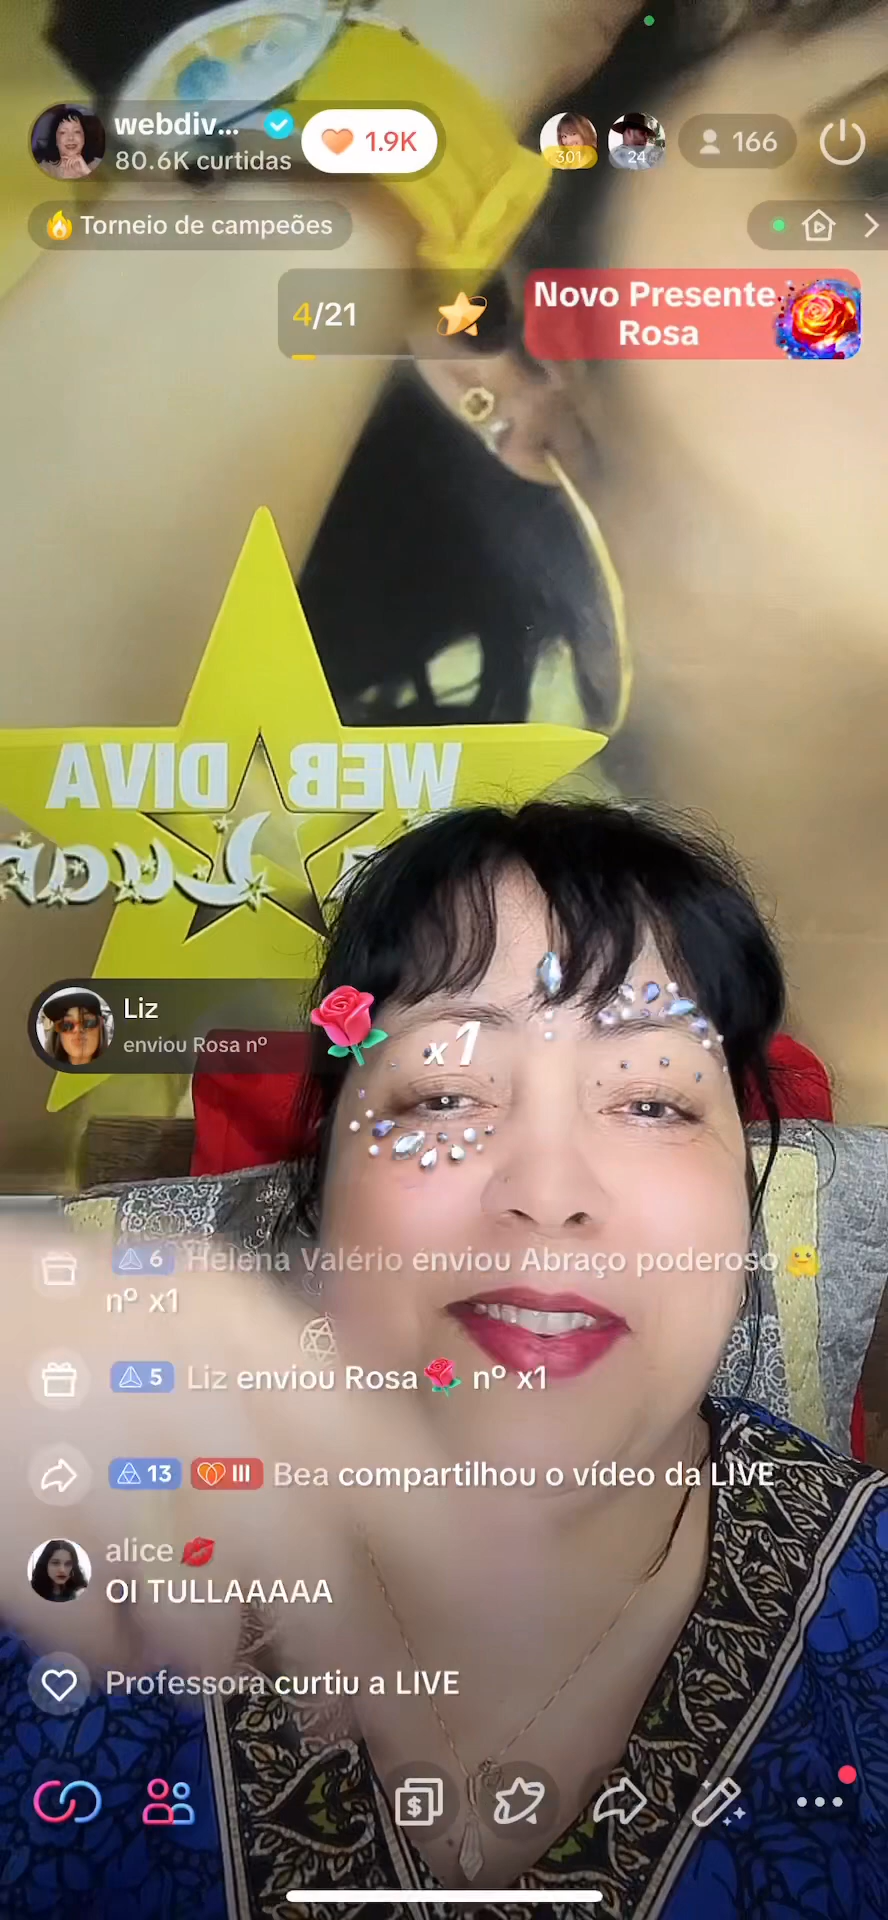 webdiv...
1.9K
80.6K curtidas
301
24
166
Torneio de campeões
4/21
Novo Presente
Rosa
WEB DIVA
Liz
enviou Rosa nº
x1
6 Helena Valério enviou Abraço poderoso
nº x1
5 Liz enviou Rosa nº x1
13 III Bea compartilhou o vídeo da LIVE
alice
OI TULLAAAAA
Professora curtiu a LIVE